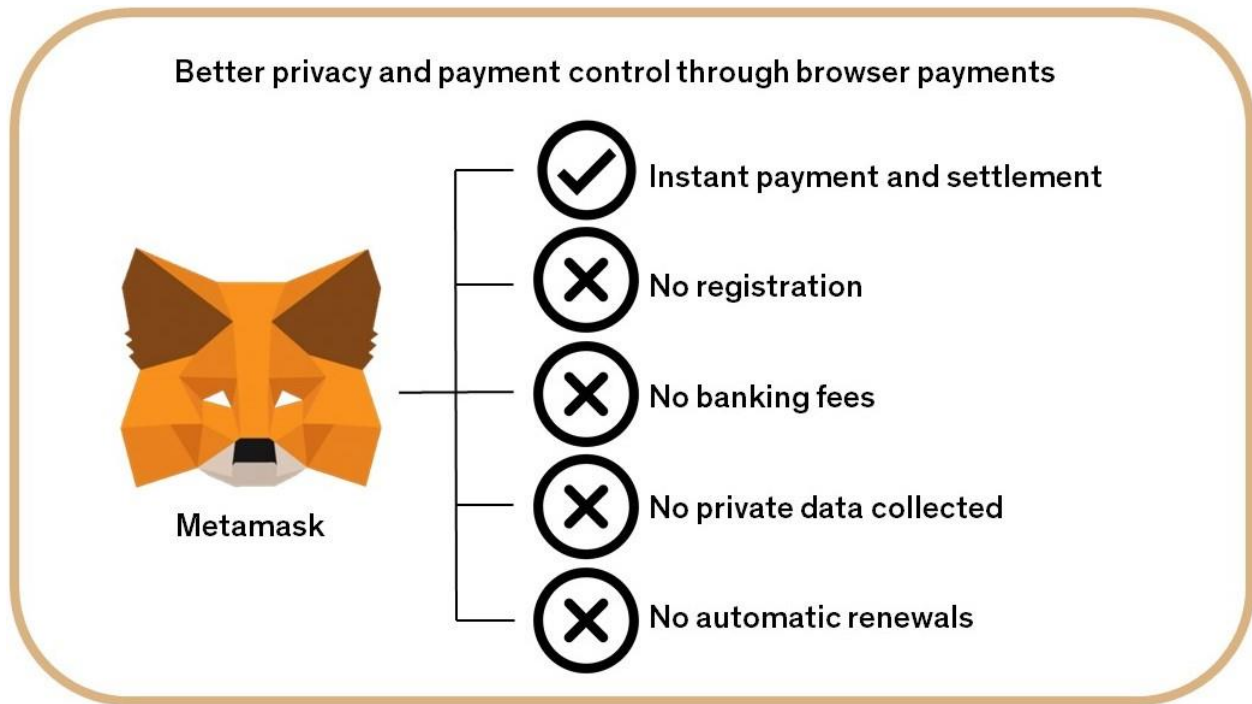 Better privacy and payment control through browser payments
Instant payment and settlement
No registration
No banking fees
No private data collected
Metamask
No automatic renewals